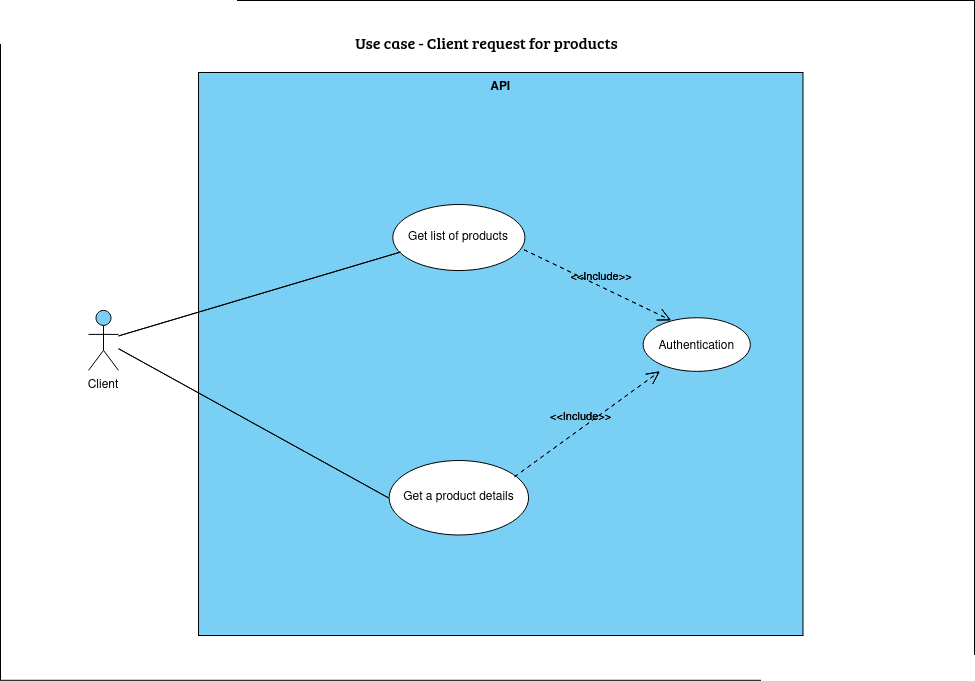 Use case - Client request for products
API
Get list of products
<<Include>>
Authentication
Client
<<Include>>
Get a product details